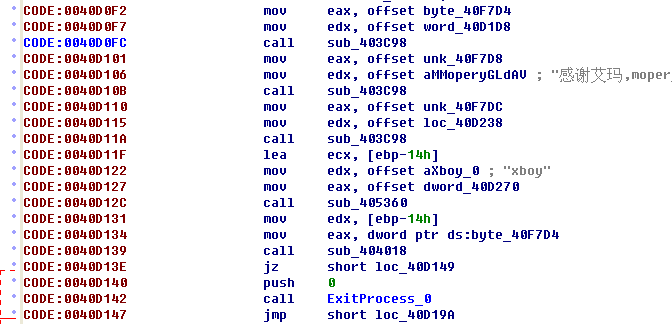 CODE:0040D0F2 mov eax, offset byte_40F7D4
CODE:0040D0F7 mov edx, offset word_40D1D8
CODE:0040D0FC call sub_403C98
CODE:0040D101 mov eax, offset unk_40F7D8
CODE:0040D106 mov edx, offset aMMoperyGLdAV ; "感谢艾玛,moper
CODE:0040D10B call sub_403C98
CODE:0040D110 mov eax, offset unk_40F7DC
CODE:0040D115 mov edx, offset loc_40D238
CODE:0040D11A call sub_403C98
CODE:0040D11F lea ecx, [ebp-14h]
CODE:0040D122 mov edx, offset aXboy_0 ; "xboy"
CODE:0040D127 mov eax, offset dword_40D270
CODE:0040D12C call sub_405360
CODE:0040D131 mov edx, [ebp-14h]
CODE:0040D134 mov eax, dword ptr ds:byte_40F7D4
CODE:0040D139 call sub_404018
CODE:0040D13E jz short loc_40D149
CODE:0040D140 push 0
CODE:0040D142 call ExitProcess_0
CODE:0040D147 jmp short loc_40D19A